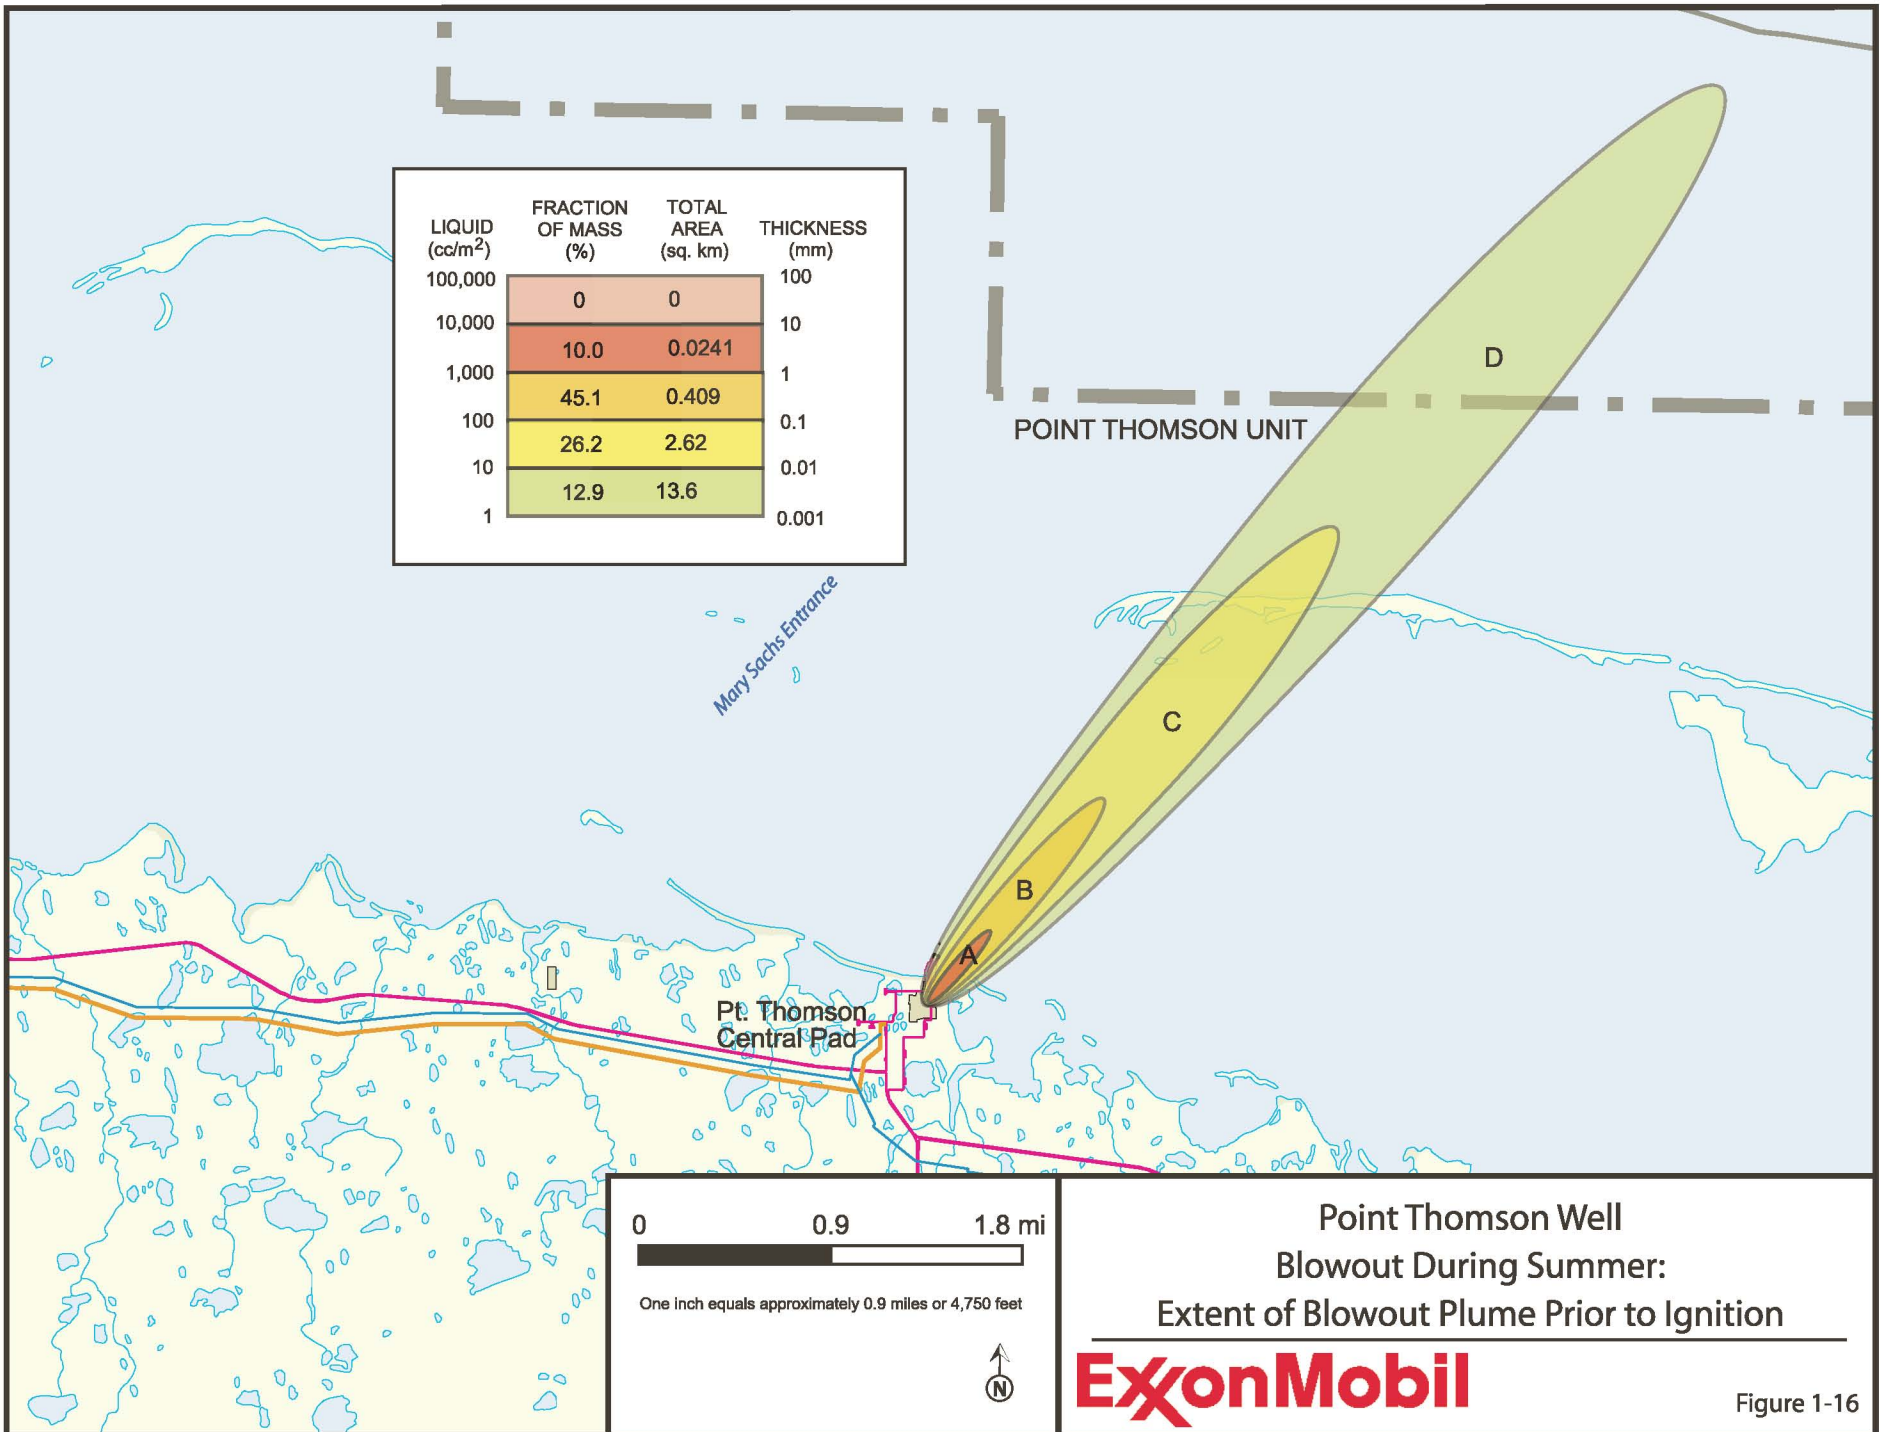 LIQUID
(cc/m²)
FRACTION
OF MASS
(%)
TOTAL
AREA
(sq. km)
THICKNESS
(mm)
100,000
100
0
0
10,000
10
10.0
0.0241
1,000
1
45.1
0.409
100
0.1
26.2
2.62
10
0.01
12.9
13.6
1
0.001
D
POINT THOMSON UNIT
Mary Sachs Entrance
C
B
A
Pt. Thomson
Central Pad
0
0.9
1.8 mi
One inch equals approximately 0.9 miles or 4,750 feet
N
Point Thomson Well
Blowout During Summer:
Extent of Blowout Plume Prior to Ignition
ExxonMobil
Figure 1-16